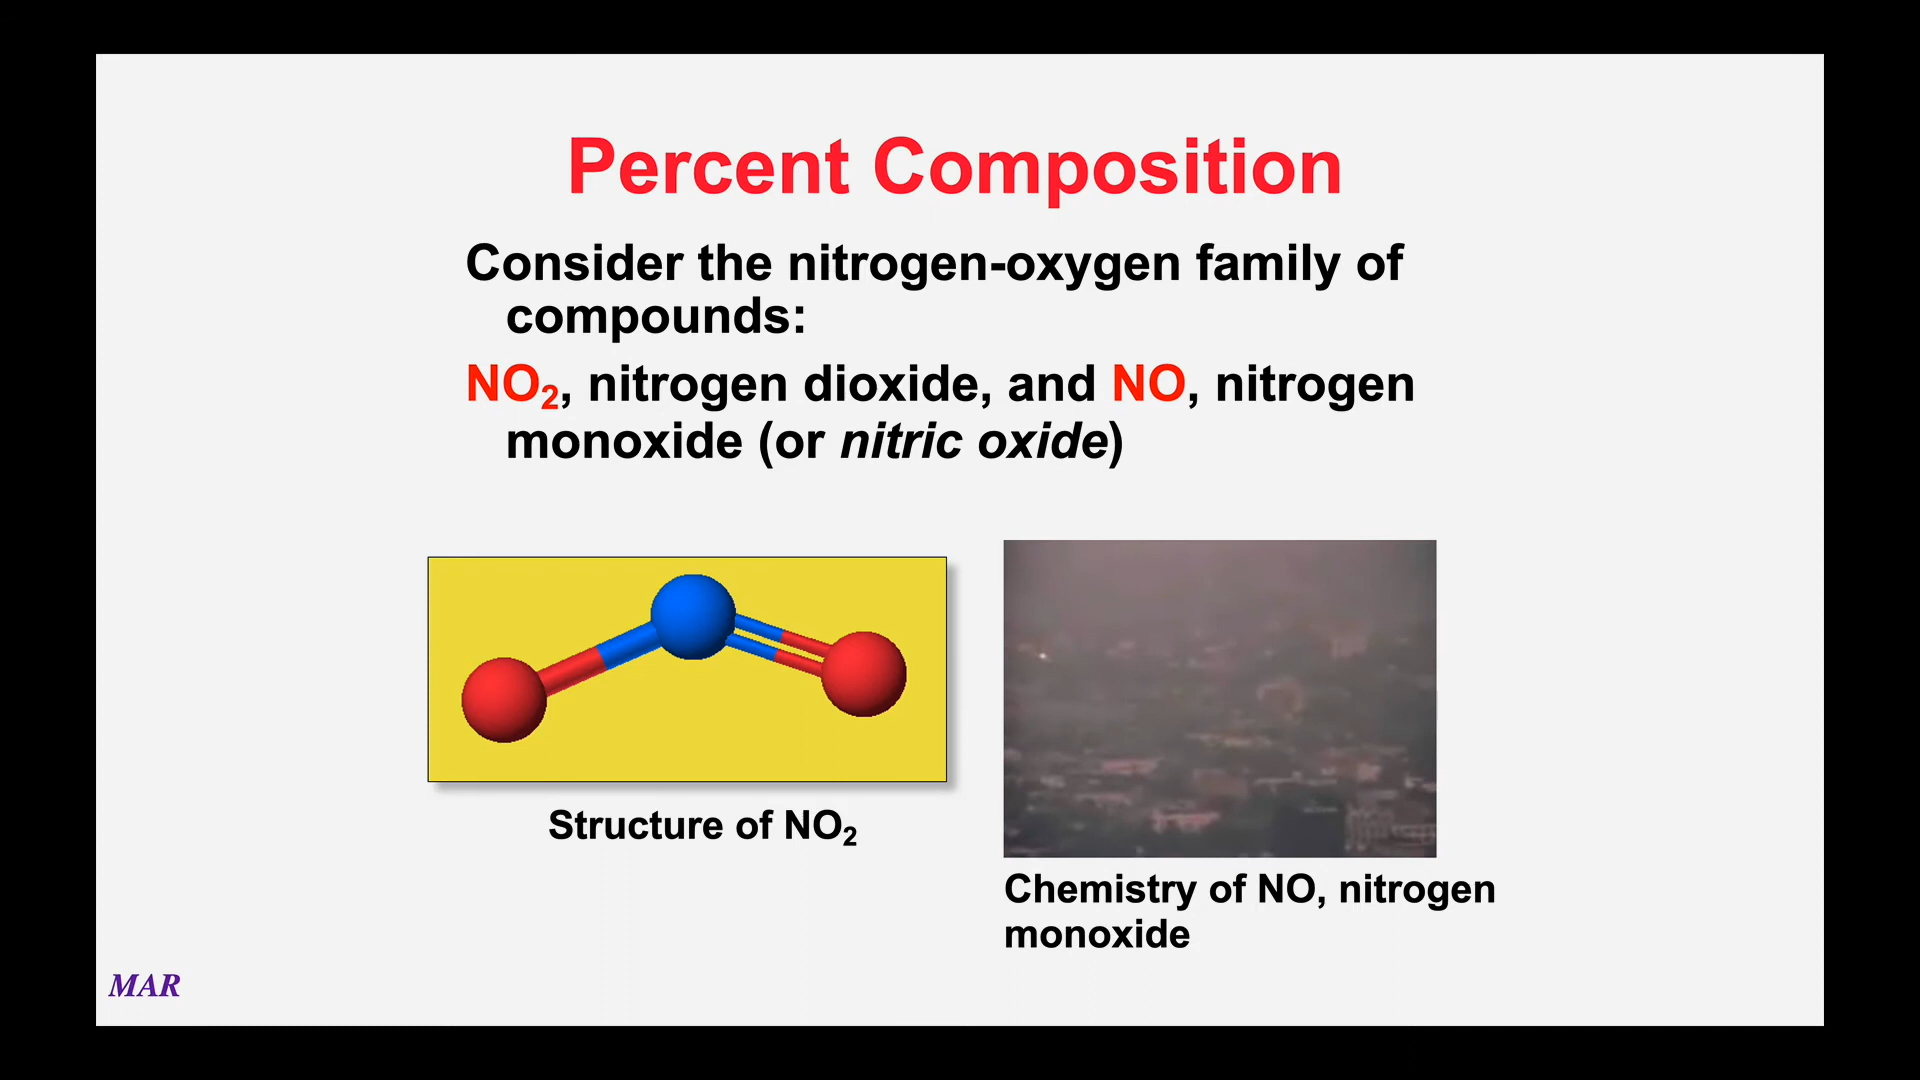 Percent Composition
Consider the nitrogen-oxygen family of
compounds:
NO₂, nitrogen dioxide, and NO, nitrogen
monoxide (or nitric oxide)
Structure of NO₂
Chemistry of NO, nitrogen
monoxide
MAR